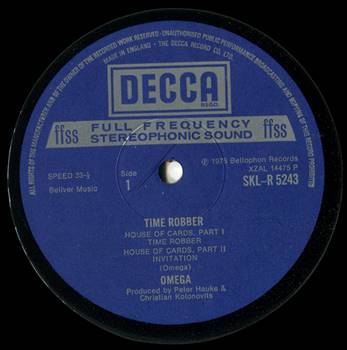 ALL RIGHTS OF THE MANUFACTURER AND OF THE OWNER OF THE RECORDED WORK RESERVED · UNAUTHORISED PUBLIC PERFORMANCE BROADCASTING AND COPYING OF THIS RECORD PROHIBITED
MADE IN ENGLAND · THE DECCA RECORD CO. LTD.
DECCA
REGD.
ffss FULL FREQUENCY ffss
STEREOPHONIC SOUND
SPEED 33-⅓
Side
1
Ⓟ 1975 Bellaphon Records
XZAL 14475 P
Beliver Music
SKL-R 5243
TIME ROBBER
HOUSE OF CARDS, PART I
TIME ROBBER
HOUSE OF CARDS, PART II
INVITATION
(Omega)
OMEGA
Produced by Peter Hauke &
Christian Kolonovits